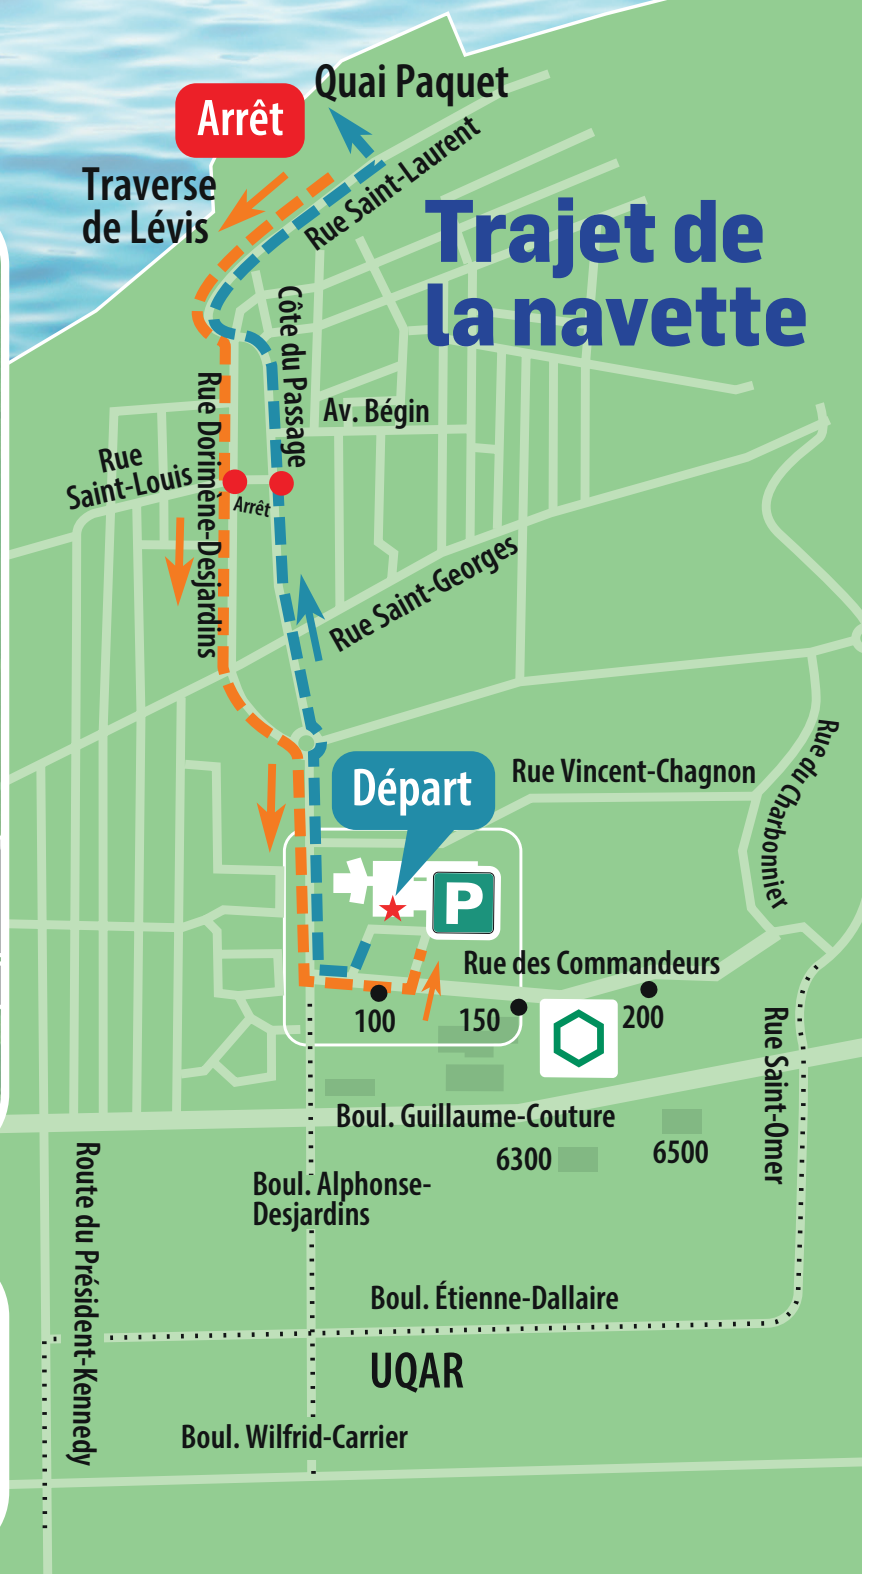 Quai Paquet
Arrêt
Traverse
de Lévis
Rue Saint-Laurent
Trajet de
la navette
Côte du Passage
Rue Dorimène-Desjardins
Av. Bégin
Rue
Saint-Louis
Arrêt
Rue Saint-Georges
Départ
Rue Vincent-Chagnon
Rue du Charbonnier
P
Rue des Commandeurs
100
150
200
Rue Saint-Omer
Boul. Guillaume-Couture
6300
6500
Route du Président-Kennedy
Boul. Alphonse-
Desjardins
Boul. Étienne-Dallaire
UQAR
Boul. Wilfrid-Carrier